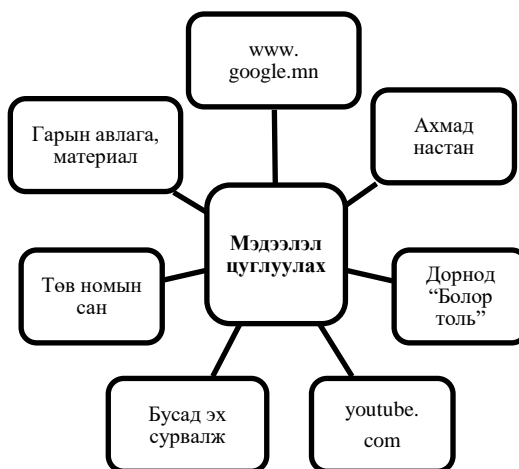 www.
google.mn
Гарын авлага,
материал
Ахмад
настан
Мэдээлэл
цуглуулах
Төв номын
сан
Дорнод
“Болор
толь”
Бусад эх
сурвалж
youtube.
com